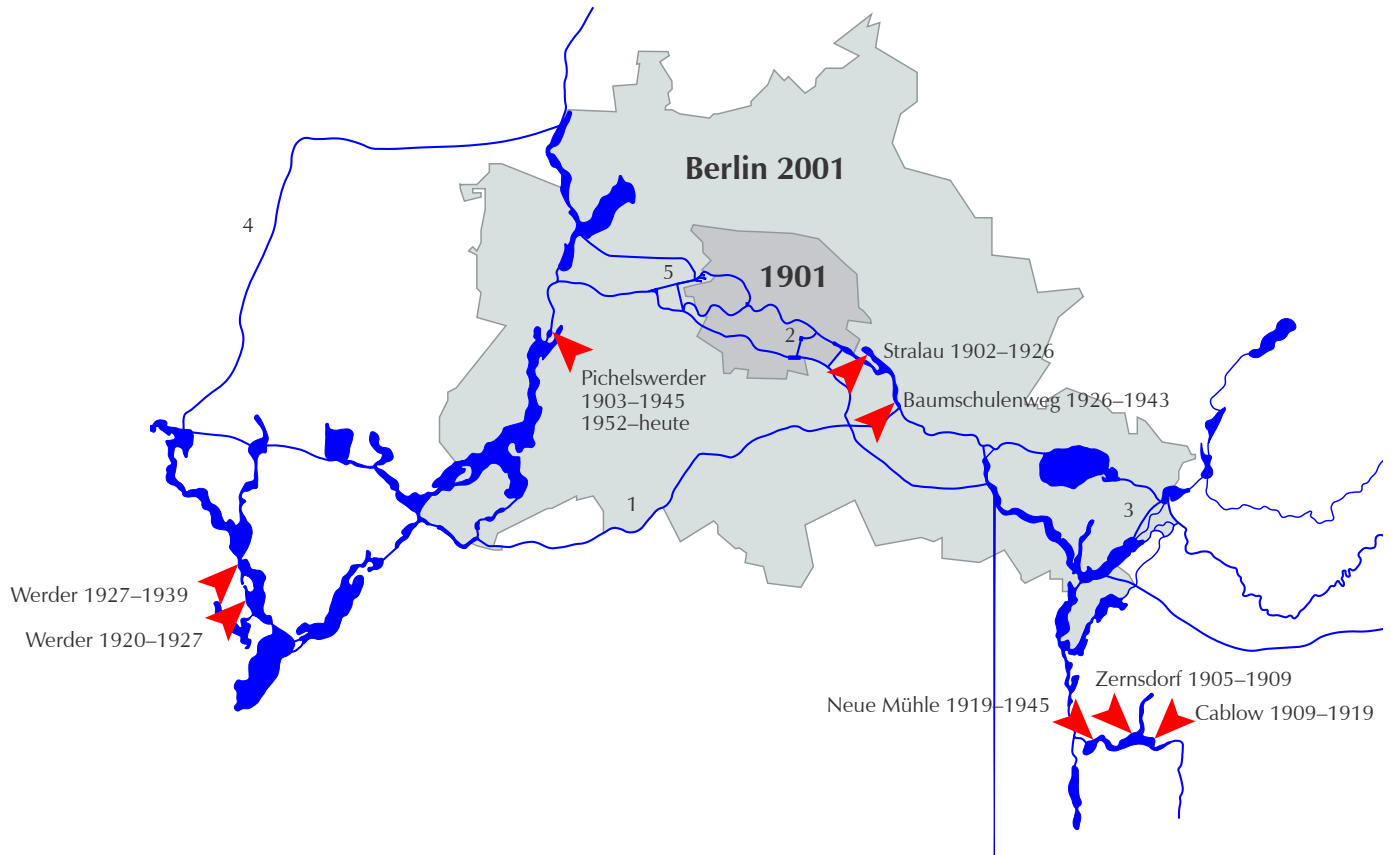 Berlin 2001
4
5
1901
2
Stralau 1902–1926
Pichelswerder
1903–1945
1952–heute
Baumschulenweg 1926–1943
1
3
Werder 1927–1939
Werder 1920–1927
Zernsdorf 1905–1909
Neue Mühle 1919–1945
Cablow 1909–1919